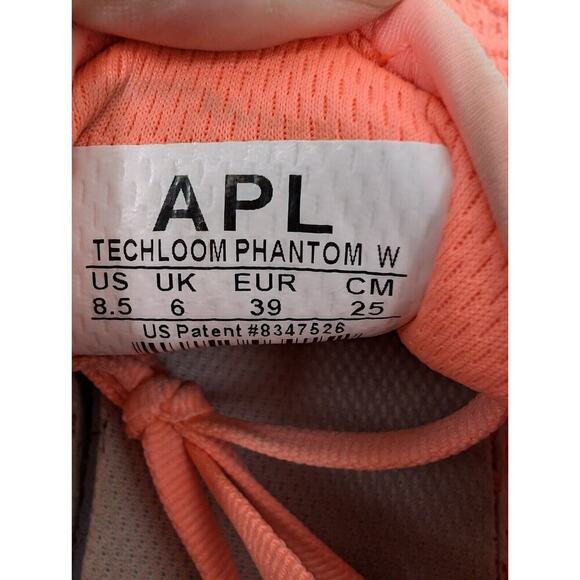 APL
TECHLOOM PHANTOM W
US UK EUR CM
8.5 6 39 25
US Patent #8347526